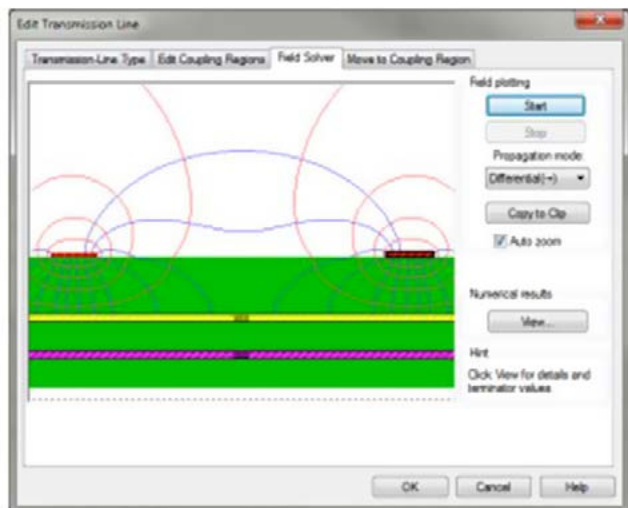 Edit Transmission Line
Transmission-Line Type
Edit Coupling Regions
Field Solver
Move to Coupling Region
Field plotting
Start
Stop
Propagation mode:
Differential(+-)
Copy to Clip
Auto zoom
Numerical results
View...
Hint
Click View for details and
terminator values
OK
Cancel
Help